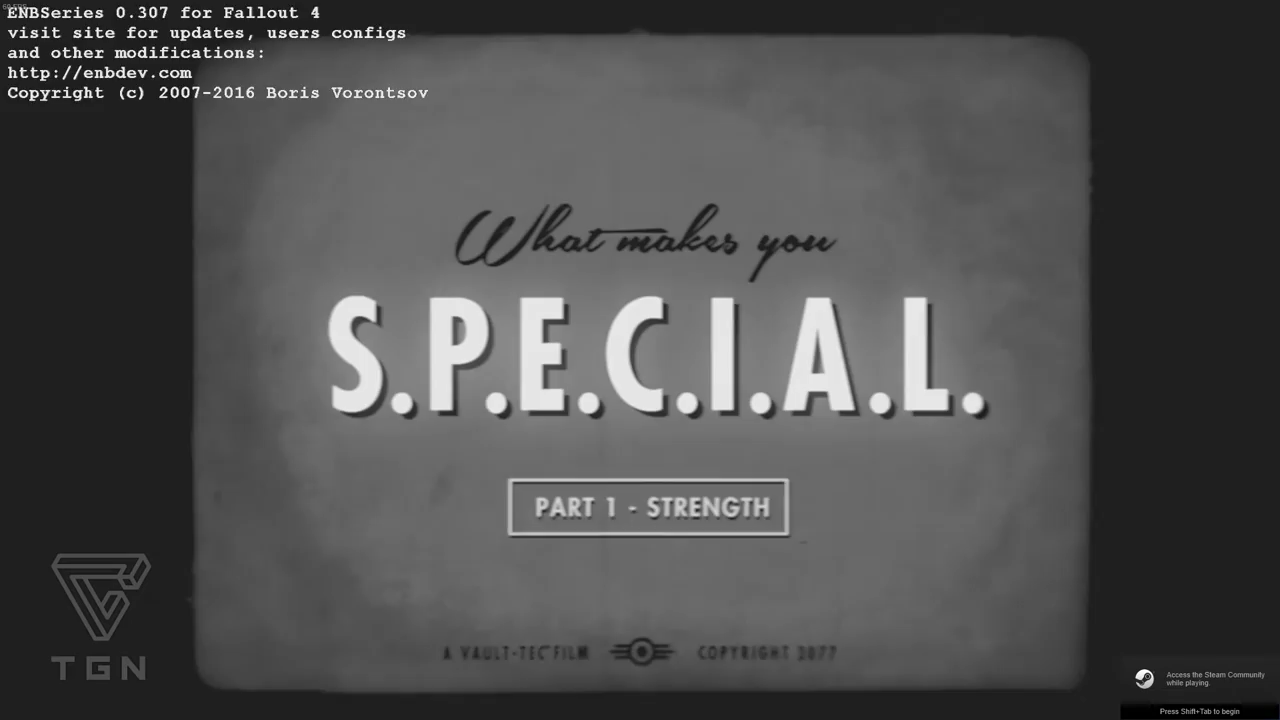 60 FPS
ENBSeries 0.307 for Fallout 4
visit site for updates, users configs
and other modifications:
http://enbdev.com
Copyright (c) 2007-2016 Boris Vorontsov
What makes you
S.P.E.C.I.A.L.
PART 1 - STRENGTH
A VAULT-TEC FILM COPYRIGHT 2077
TGN
Access the Steam Community
while playing.
Press Shift+Tab to begin